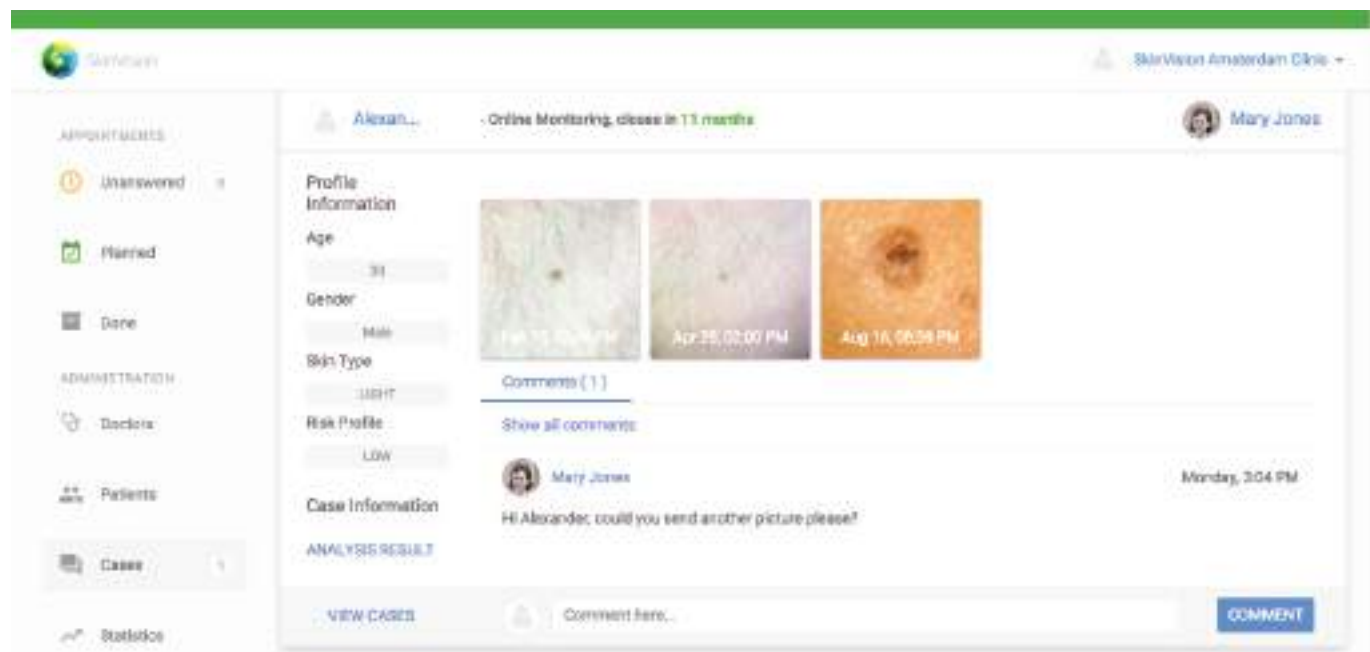 SkinVision
SkinVision Amsterdam Clinic
APPOINTMENTS
Unanswered
Planned
Done
ADMINISTRATION
Doctors
Patients
Cases
Statistics
Alexan...
- Online Monitoring, closes in 11 months
Mary Jones
Profile
Information
Age
Gender
Male
Skin Type
LIGHT
Risk Profile
LOW
Case Information
ANALYSIS RESULT
VIEW CASES
Apr 25, 02:00 PM
Aug 16,
PM
Comments ( 1 )
Show all comments
Mary Jones
Monday, 3:04 PM
Hi Alexander, could you send another picture please?
Comment here...
COMMENT